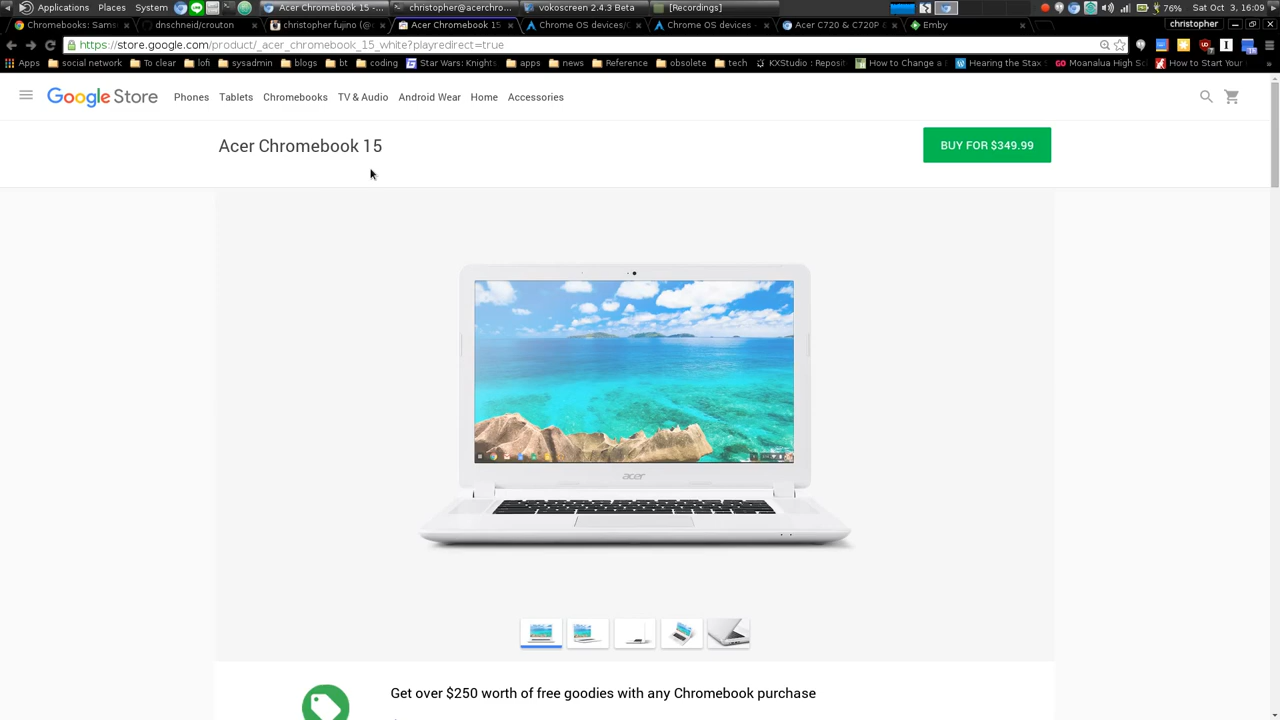 Applications Places System Acer Chromebook 15 -... christopher@acerchro... vokoscreen 2.4.3 Beta [Recordings] 76% Sat Oct 3, 16:09
Chromebooks: Sams dnschneid/crouton christopher fujino (@ Acer Chromebook 15 Chrome OS devices/C Chrome OS devices - Acer C720 & C720P Emby christopher
https://store.google.com/product/_acer_chromebook_15_white?playredirect=true
Apps social network To clear lofi sysadmin blogs bt coding Star Wars: Knights apps news Reference obsolete tech KXStudio : Reposit How to Change a Hearing the Stax Moanalua High Sc How to Start Your »
Google Store Phones Tablets Chromebooks TV & Audio Android Wear Home Accessories
Acer Chromebook 15
BUY FOR $349.99
acer
Get over $250 worth of free goodies with any Chromebook purchase